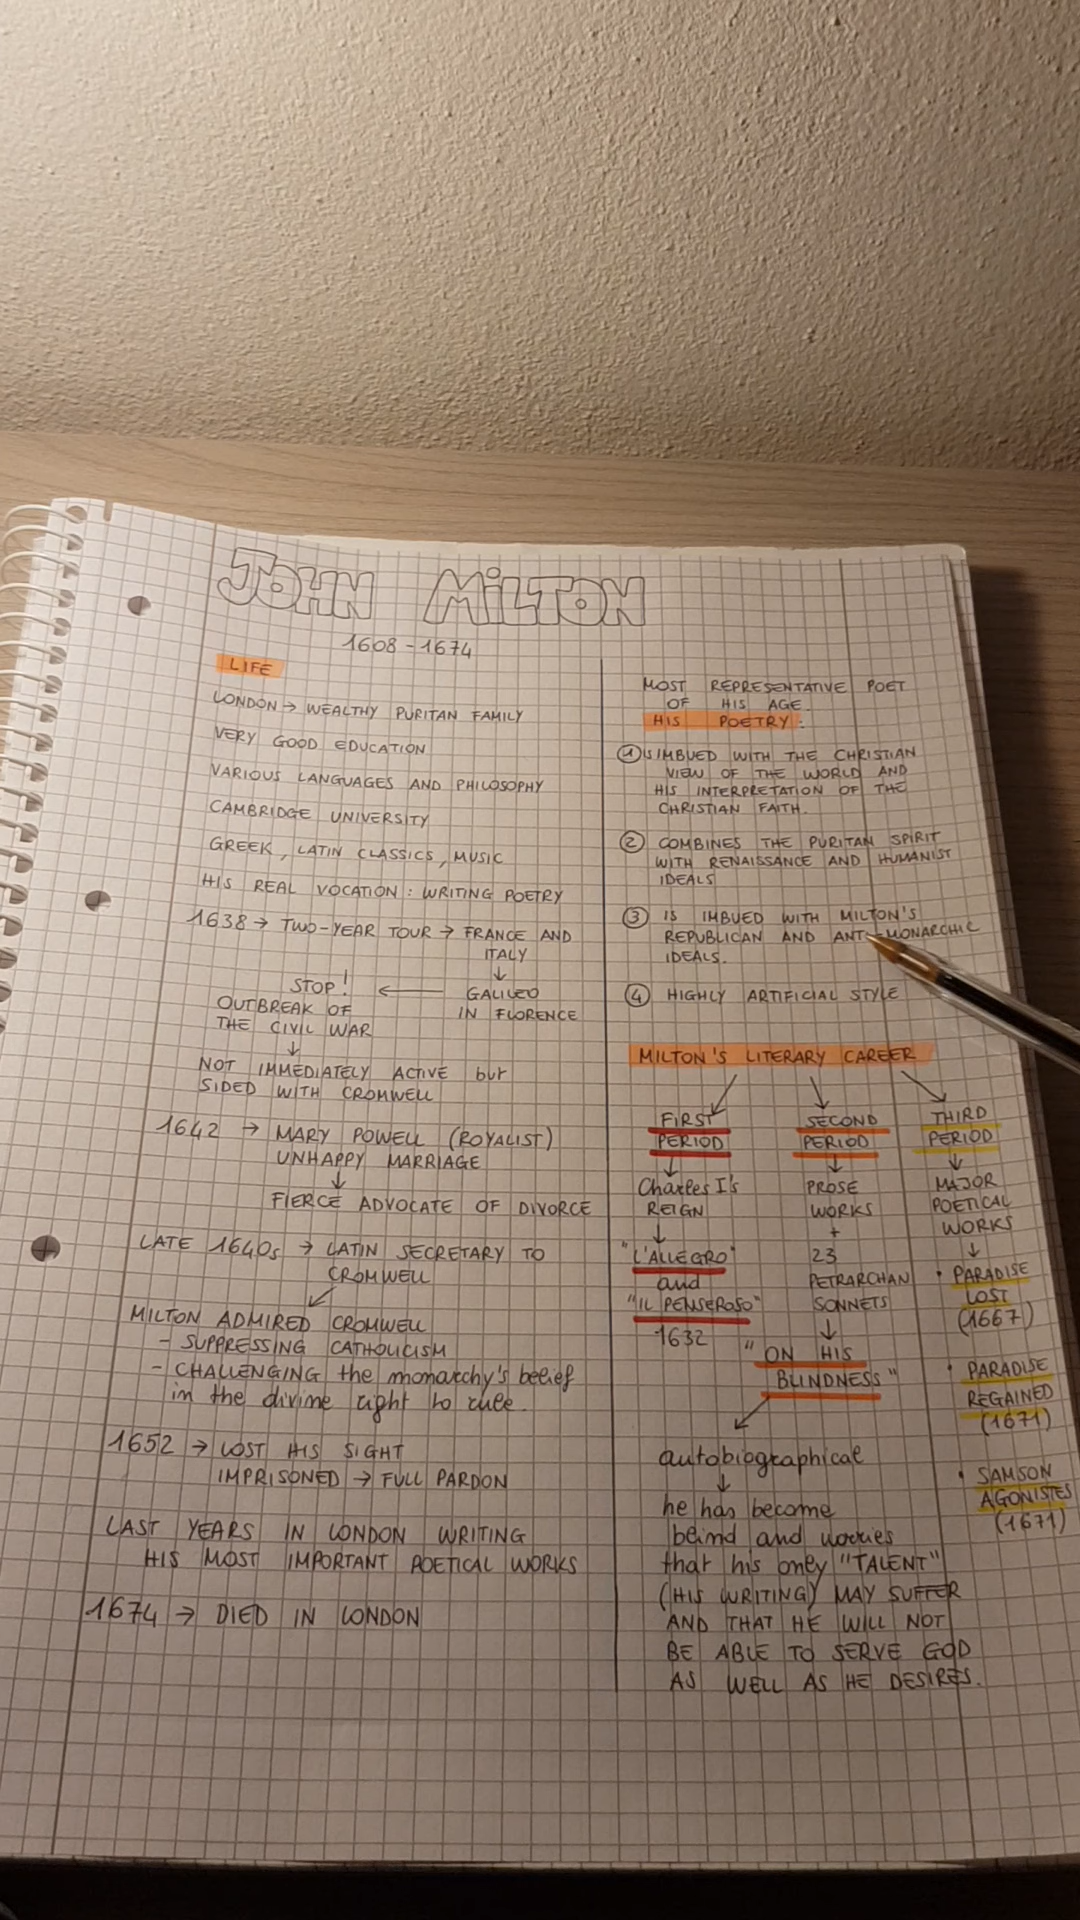 JOHN MILTON
1608-1674
LIFE
LONDON → WEALTHY PURITAN FAMILY
VERY GOOD EDUCATION
VARIOUS LANGUAGES AND PHILOSOPHY
CAMBRIDGE UNIVERSITY
GREEK, LATIN CLASSICS, MUSIC
HIS REAL VOCATION: WRITING POETRY
1638 → TWO-YEAR TOUR → FRANCE AND
ITALY
↓
GALILEO
IN FLORENCE
←
STOP!
OUTBREAK OF
THE CIVIL WAR
↓
NOT IMMEDIATELY ACTIVE but
SIDED WITH CROMWELL
1642 → MARY POWELL (ROYALIST)
UNHAPPY MARRIAGE
↓
FIERCE ADVOCATE OF DIVORCE
LATE 1640s → LATIN SECRETARY TO
CROMWELL
MILTON ADMIRED CROMWELL
- SUPPRESSING CATHOLICISM
- CHALLENGING the monarchy's belief
in the divine right to rule.
1652 → LOST HIS SIGHT
IMPRISONED → FULL PARDON
LAST YEARS IN LONDON WRITING
HIS MOST IMPORTANT POETICAL WORKS
1674 → DIED IN LONDON
MOST REPRESENTATIVE POET
OF HIS AGE.
HIS POETRY:
① IS IMBUED WITH THE CHRISTIAN
VIEW OF THE WORLD AND
HIS INTERPRETATION OF THE
CHRISTIAN FAITH.
② COMBINES THE PURITAN SPIRIT
WITH RENAISSANCE AND HUMANIST
IDEALS
③ IS IMBUED WITH MILTON'S
REPUBLICAN AND ANTI-MONARCHIC
IDEALS.
④ HIGHLY ARTIFICIAL STYLE
MILTON'S LITERARY CAREER
FIRST
PERIOD
↓
Charles I's
REIGN
↓
"L'ALLEGRO"
and
"IL PENSEROSO"
1632
SECOND
PERIOD
↓
PROSE
WORKS
+
23
PETRARCHAN
SONNETS
↓
"ON HIS
BLINDNESS"
autobiographical
↓
he has become
blind and worries
that his only "TALENT"
(HIS WRITING) MAY SUFFER
AND THAT HE WILL NOT
BE ABLE TO SERVE GOD
AS WELL AS HE DESIRES.
THIRD
PERIOD
↓
MAJOR
POETICAL
WORKS
↓
• PARADISE
LOST
(1667)
• PARADISE
REGAINED
(1671)
• SAMSON
AGONISTES
(1671)